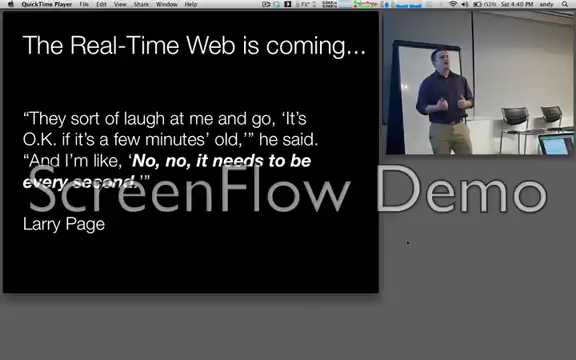 QuickTime Player File Edit View Share Window Help Sat 4:40 PM andy
The Real-Time Web is coming...
“They sort of laugh at me and go, ‘It’s
O.K. if it’s a few minutes’ old,’” he said.
“And I’m like, ‘No, no, it needs to be
every second.’”
ScreenFlow Demo
Larry Page